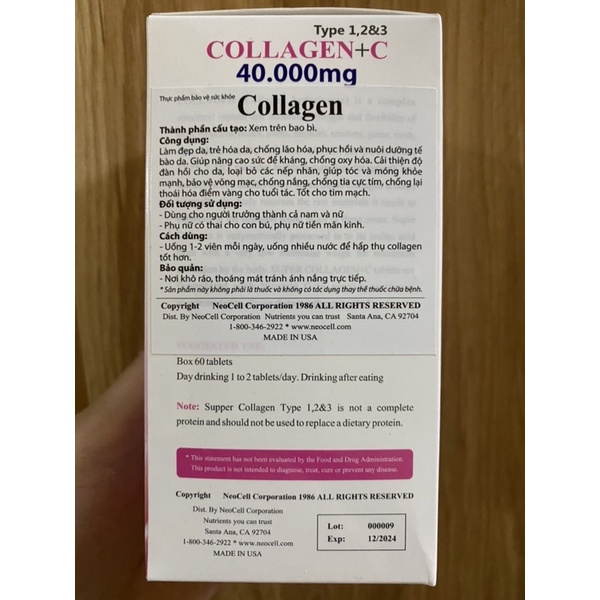 Type 1,2&3
COLLAGEN+C
40.000mg
Thực phẩm bảo vệ sức khỏe
Collagen
Thành phần cấu tạo: Xem trên bao bì.
Công dụng:
Làm đẹp da, trẻ hóa da, chống lão hóa, phục hồi và nuôi dưỡng tế
bào da. Giúp nâng cao sức đề kháng, chống oxy hóa. Cải thiện độ
đàn hồi cho da, loại bỏ các nếp nhăn, giúp tóc và móng khỏe
mạnh, bảo vệ võng mạc, chống nắng, chống tia cực tím, chống lại
thoái hóa điểm vàng cho tuổi tác. Tốt cho tim mạch.
Đối tượng sử dụng:
- Dùng cho người trưởng thành cả nam và nữ
- Phụ nữ có thai cho con bú, phụ nữ tiền mãn kinh.
Cách dùng:
- Uống 1-2 viên mỗi ngày, uống nhiều nước để hấp thụ collagen
tốt hơn.
Bảo quản:
- Nơi khô ráo, thoáng mát tránh ánh nắng trực tiếp.
* Sản phẩm này không phải là thuốc và không có tác dụng thay thế thuốc chữa bệnh.
Copyright NeoCell Corporation 1986 ALL RIGHTS RESERVED
Dist. By NeoCell Corporation Nutrients you can trust Santa Ana, CA 92704
1-800-346-2922 * www.neocell.com
MADE IN USA
Box 60 tablets
Day drinking 1 to 2 tablets/day. Drinking after eating
Note: Supper Collagen Type 1,2&3 is not a complete
protein and should not be used to replace a dietary protein.
* This statement has not been evaluated by the Food and Drug Administration.
This product is not intended to diagnose, treat, cure or prevent any disease.
Copyright NeoCell Corporation 1986 ALL RIGHTS RESERVED
Dist. By NeoCell Corporation
Nutrients you can trust
Santa Ana, CA 92704
1-800-346-2922 * www.neocell.com
MADE IN USA
Lot: 000009
Exp: 12/2024